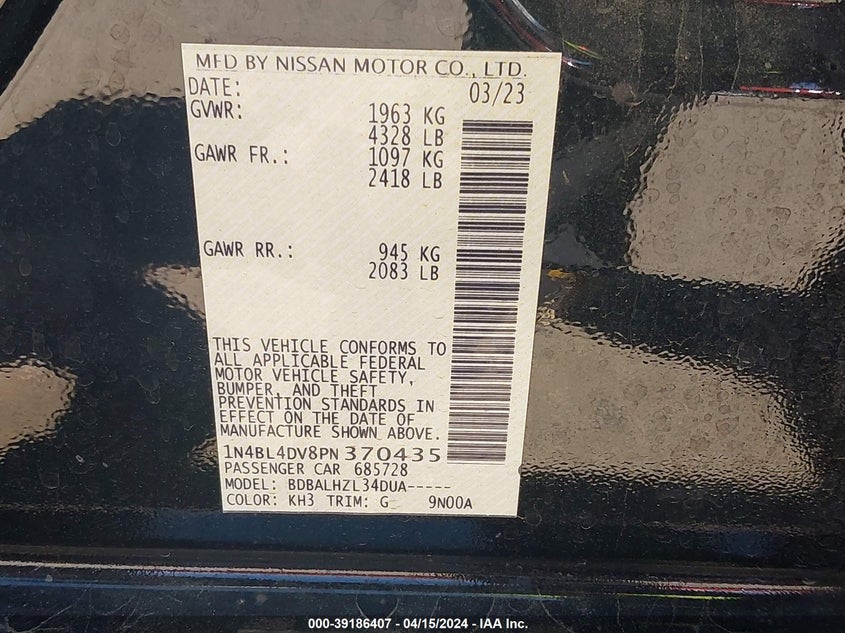 MFD BY NISSAN MOTOR CO., LTD.
DATE: 03/23
GVWR: 1963 KG
4328 LB
GAWR FR.: 1097 KG
2418 LB
GAWR RR.: 945 KG
2083 LB
THIS VEHICLE CONFORMS TO
ALL APPLICABLE FEDERAL
MOTOR VEHICLE SAFETY,
BUMPER, AND THEFT
PREVENTION STANDARDS IN
EFFECT ON THE DATE OF
MANUFACTURE SHOWN ABOVE.
1N4BL4DV8PN 370435
PASSENGER CAR 685728
MODEL: BDBALHZL34DUA-----
COLOR: KH3 TRIM: G 9N00A
000-39186407 - 04/15/2024 - IAA Inc.